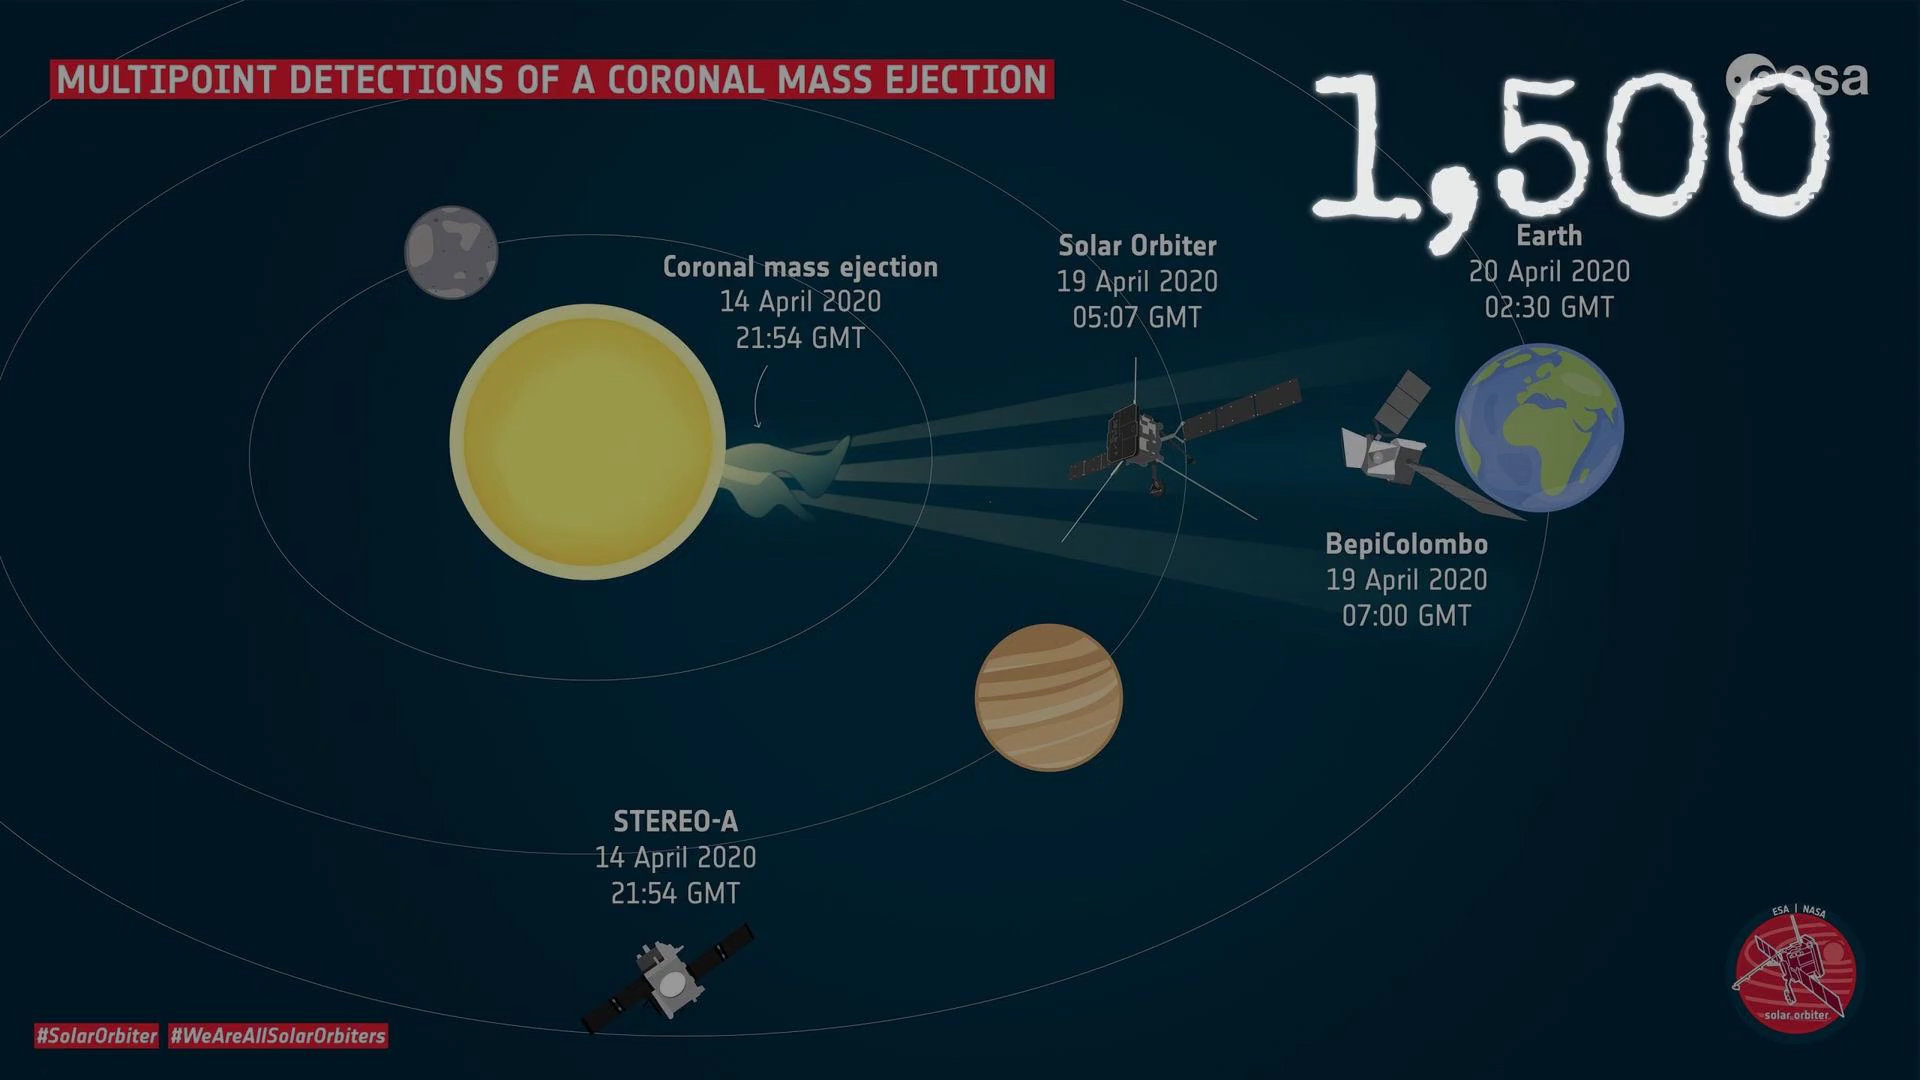 MULTIPOINT DETECTIONS OF A CORONAL MASS EJECTION
esa
1,500
Coronal mass ejection
14 April 2020
21:54 GMT
Solar Orbiter
19 April 2020
05:07 GMT
Earth
20 April 2020
02:30 GMT
BepiColombo
19 April 2020
07:00 GMT
STEREO-A
14 April 2020
21:54 GMT
#SolarOrbiter #WeAreAllSolarOrbiters
ESA | NASA
solar orbiter